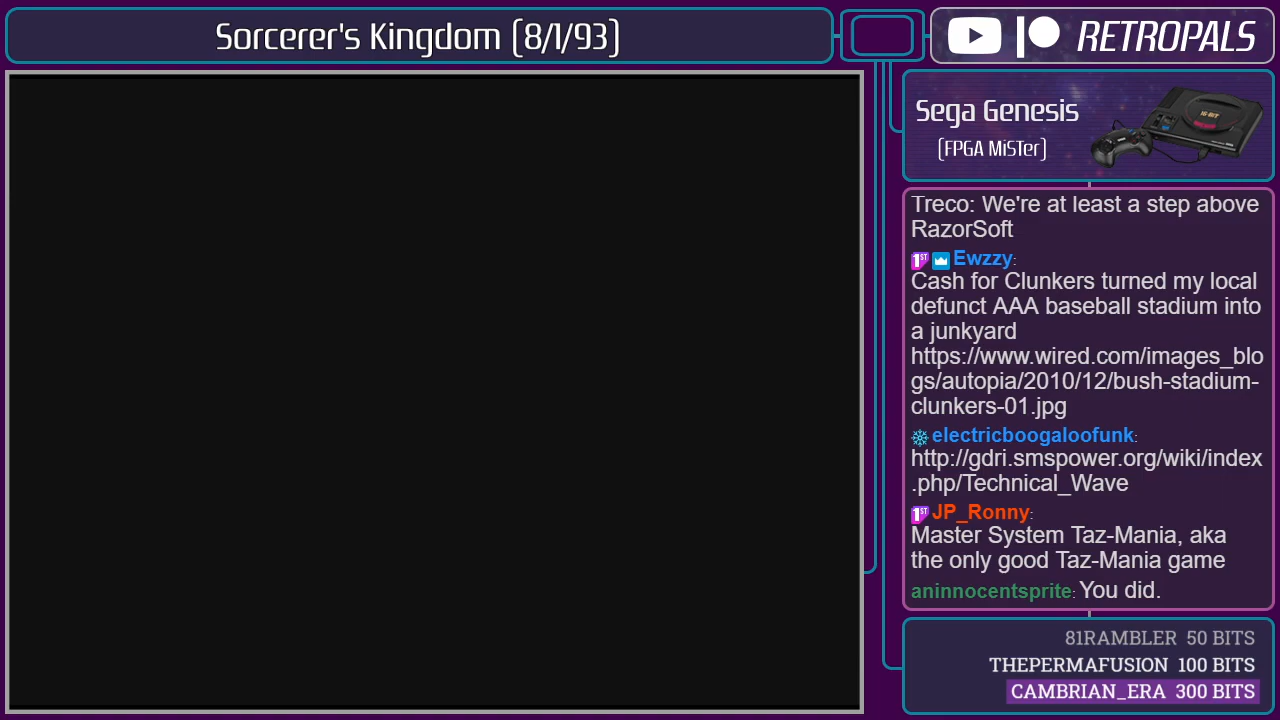 Sorcerer's Kingdom (8/1/93)
RETROPALS
Sega Genesis
(FPGA MiSTer)
16-BIT
Treco: We're at least a step above
RazorSoft
1ST Ewzzy:
Cash for Clunkers turned my local
defunct AAA baseball stadium into
a junkyard
https://www.wired.com/images_blo
gs/autopia/2010/12/bush-stadium-
clunkers-01.jpg
electricboogaloofunk:
http://gdri.smspower.org/wiki/index
.php/Technical_Wave
1ST JP_Ronny:
Master System Taz-Mania, aka
the only good Taz-Mania game
aninnocentsprite: You did.
81RAMBLER 50 BITS
THEPERMAFUSION 100 BITS
CAMBRIAN_ERA 300 BITS